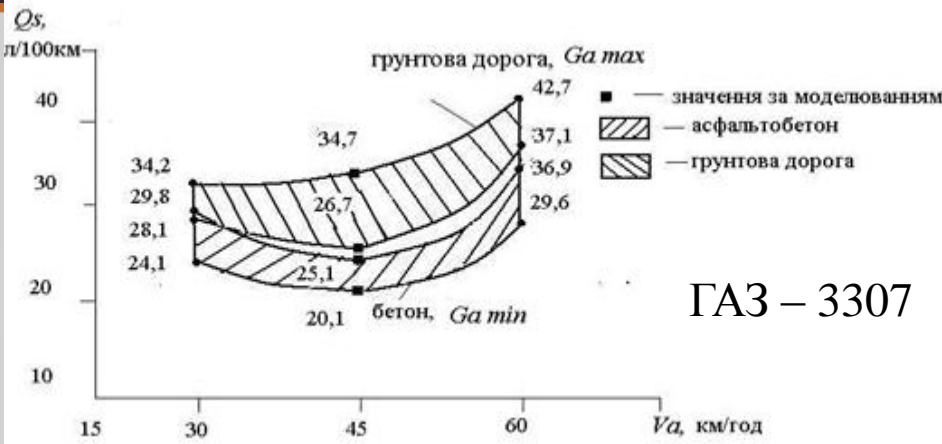 Qs,
л/100км
40
30
20
10
15
30
45
60
Va, км/год
грунтова дорога, Ga max
42,7
37,1
36,9
29,6
34,7
26,7
25,1
20,1
34,2
29,8
28,1
24,1
бетон, Ga min
— значення за моделюванням
— асфальтобетон
— грунтова дорога
ГАЗ – 3307